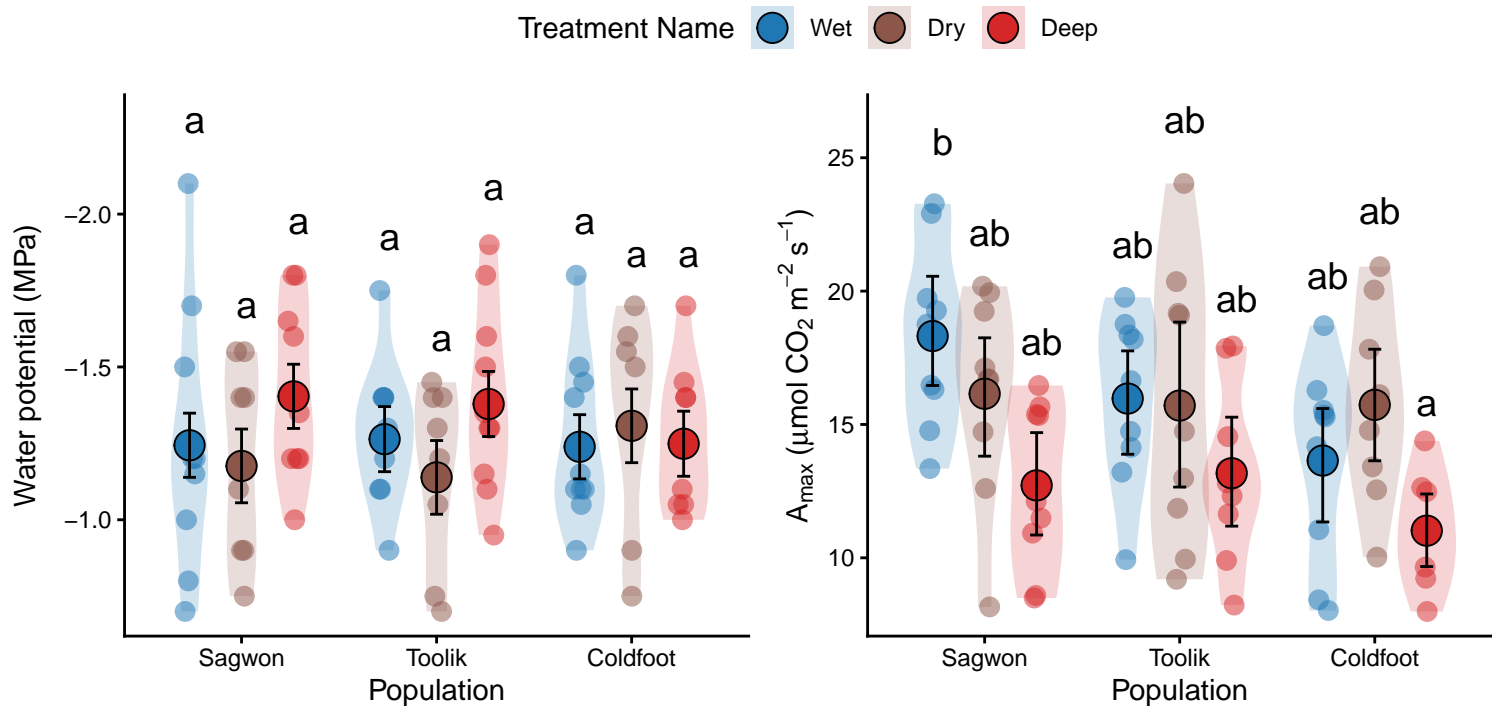 Treatment Name Wet Dry Deep
Water potential (MPa)
−2.0
−1.5
−1.0
a a a a a a a a a
Sagwon Toolik Coldfoot
Population
Amax (μmol CO2 m−2 s−1)
25
20
15
10
b ab ab ab ab ab ab ab a
Sagwon Toolik Coldfoot
Population